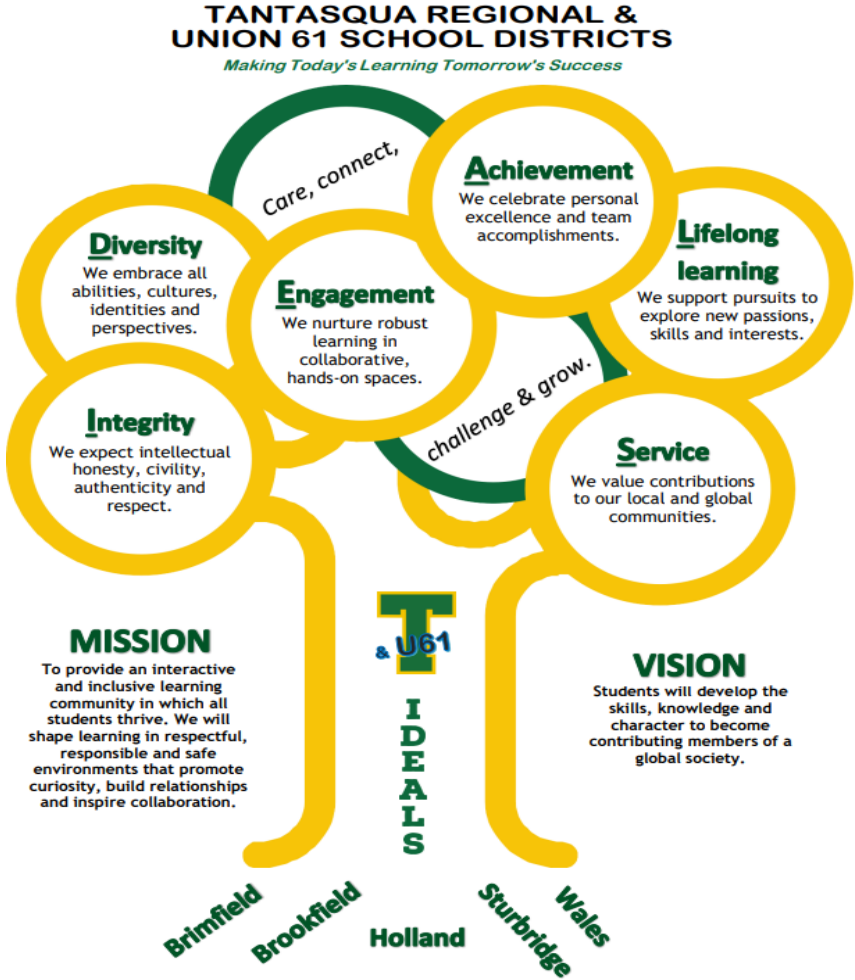 TANTASQUA REGIONAL &
UNION 61 SCHOOL DISTRICTS
Making Today's Learning Tomorrow's Success
Care, connect,
Achievement
We celebrate personal
excellence and team
accomplishments.
Diversity
We embrace all
abilities, cultures,
identities and
perspectives.
Engagement
We nurture robust
learning in
collaborative,
hands-on spaces.
Lifelong
learning
We support pursuits to
explore new passions,
skills and interests.
challenge & grow.
Integrity
We expect intellectual
honesty, civility,
authenticity and
respect.
Service
We value contributions
to our local and global
communities.
T
& U61
IDEALS
MISSION
To provide an interactive
and inclusive learning
community in which all
students thrive. We will
shape learning in respectful,
responsible and safe
environments that promote
curiosity, build relationships
and inspire collaboration.
VISION
Students will develop the
skills, knowledge and
character to become
contributing members of a
global society.
Brimfield
Brookfield
Holland
Sturbridge
Wales